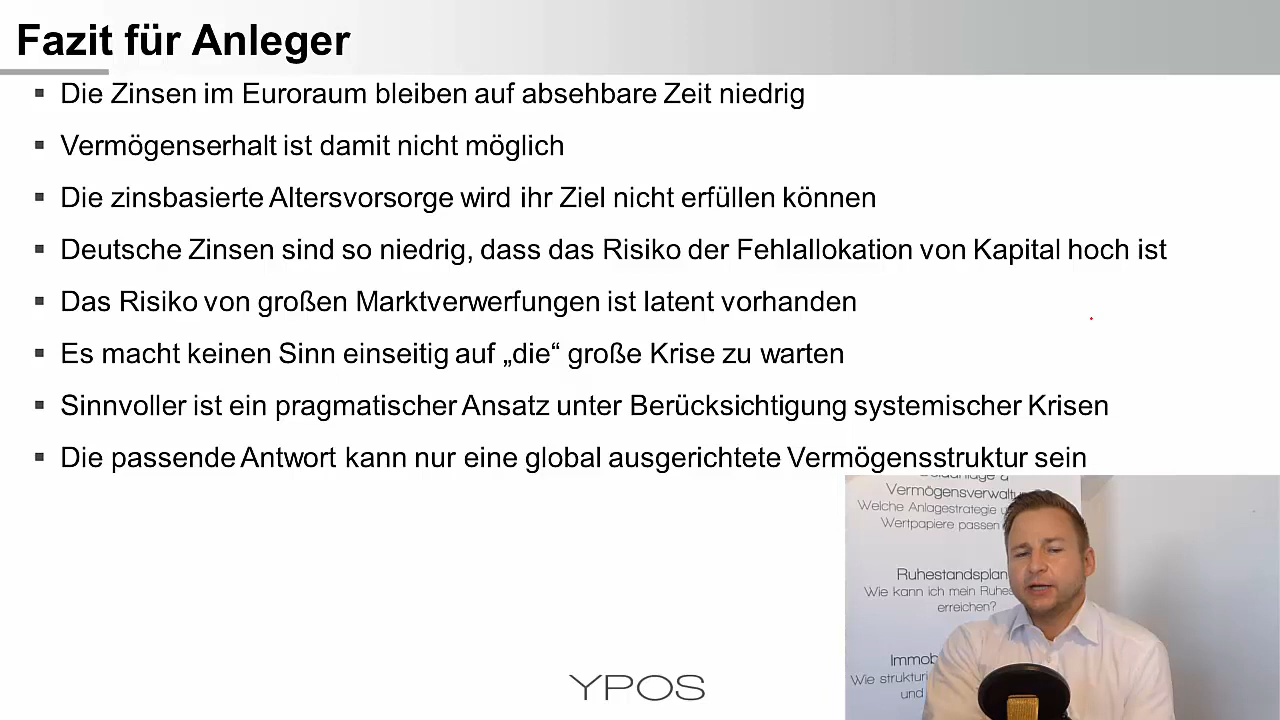 Fazit für Anleger
Die Zinsen im Euroraum bleiben auf absehbare Zeit niedrig
Vermögenserhalt ist damit nicht möglich
Die zinsbasierte Altersvorsorge wird ihr Ziel nicht erfüllen können
Deutsche Zinsen sind so niedrig, dass das Risiko der Fehlallokation von Kapital hoch ist
Das Risiko von großen Marktverwerfungen ist latent vorhanden
Es macht keinen Sinn einseitig auf „die“ große Krise zu warten
Sinnvoller ist ein pragmatischer Ansatz unter Berücksichtigung systemischer Krisen
Die passende Antwort kann nur eine global ausgerichtete Vermögensstruktur sein
Vermögensverwaltu
Welche Anlagestrategie
Wertpapiere passen
Ruhestandsplan
Wie kann ich mein Ruhes
erreichen?
Immob
Wie strukturi
und
YPOS